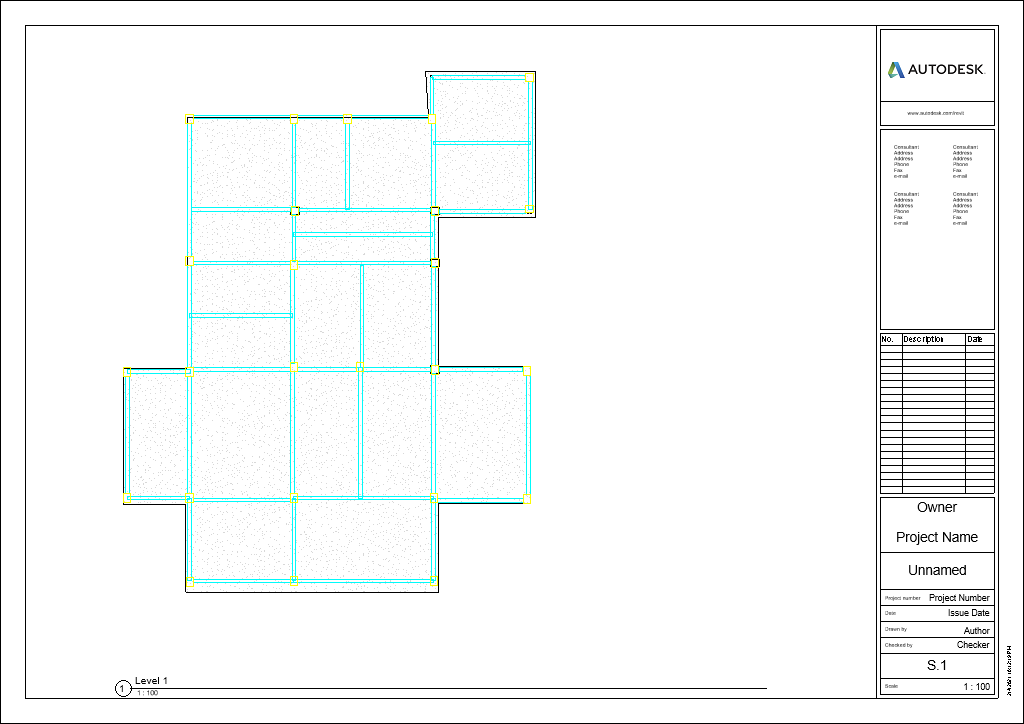 AUTODESK.
www.autodesk.com/revit
Consultant
Address
Address
Phone
Fax
e-mail
Consultant
Address
Address
Phone
Fax
e-mail
Consultant
Address
Address
Phone
Fax
e-mail
Consultant
Address
Address
Phone
Fax
e-mail
No. Description Date
Owner
Project Name
Unnamed
Project number Project Number
Date Issue Date
Drawn by Author
Checked by Checker
S.1
Scale 1 : 100
1 Level 1
1 : 100